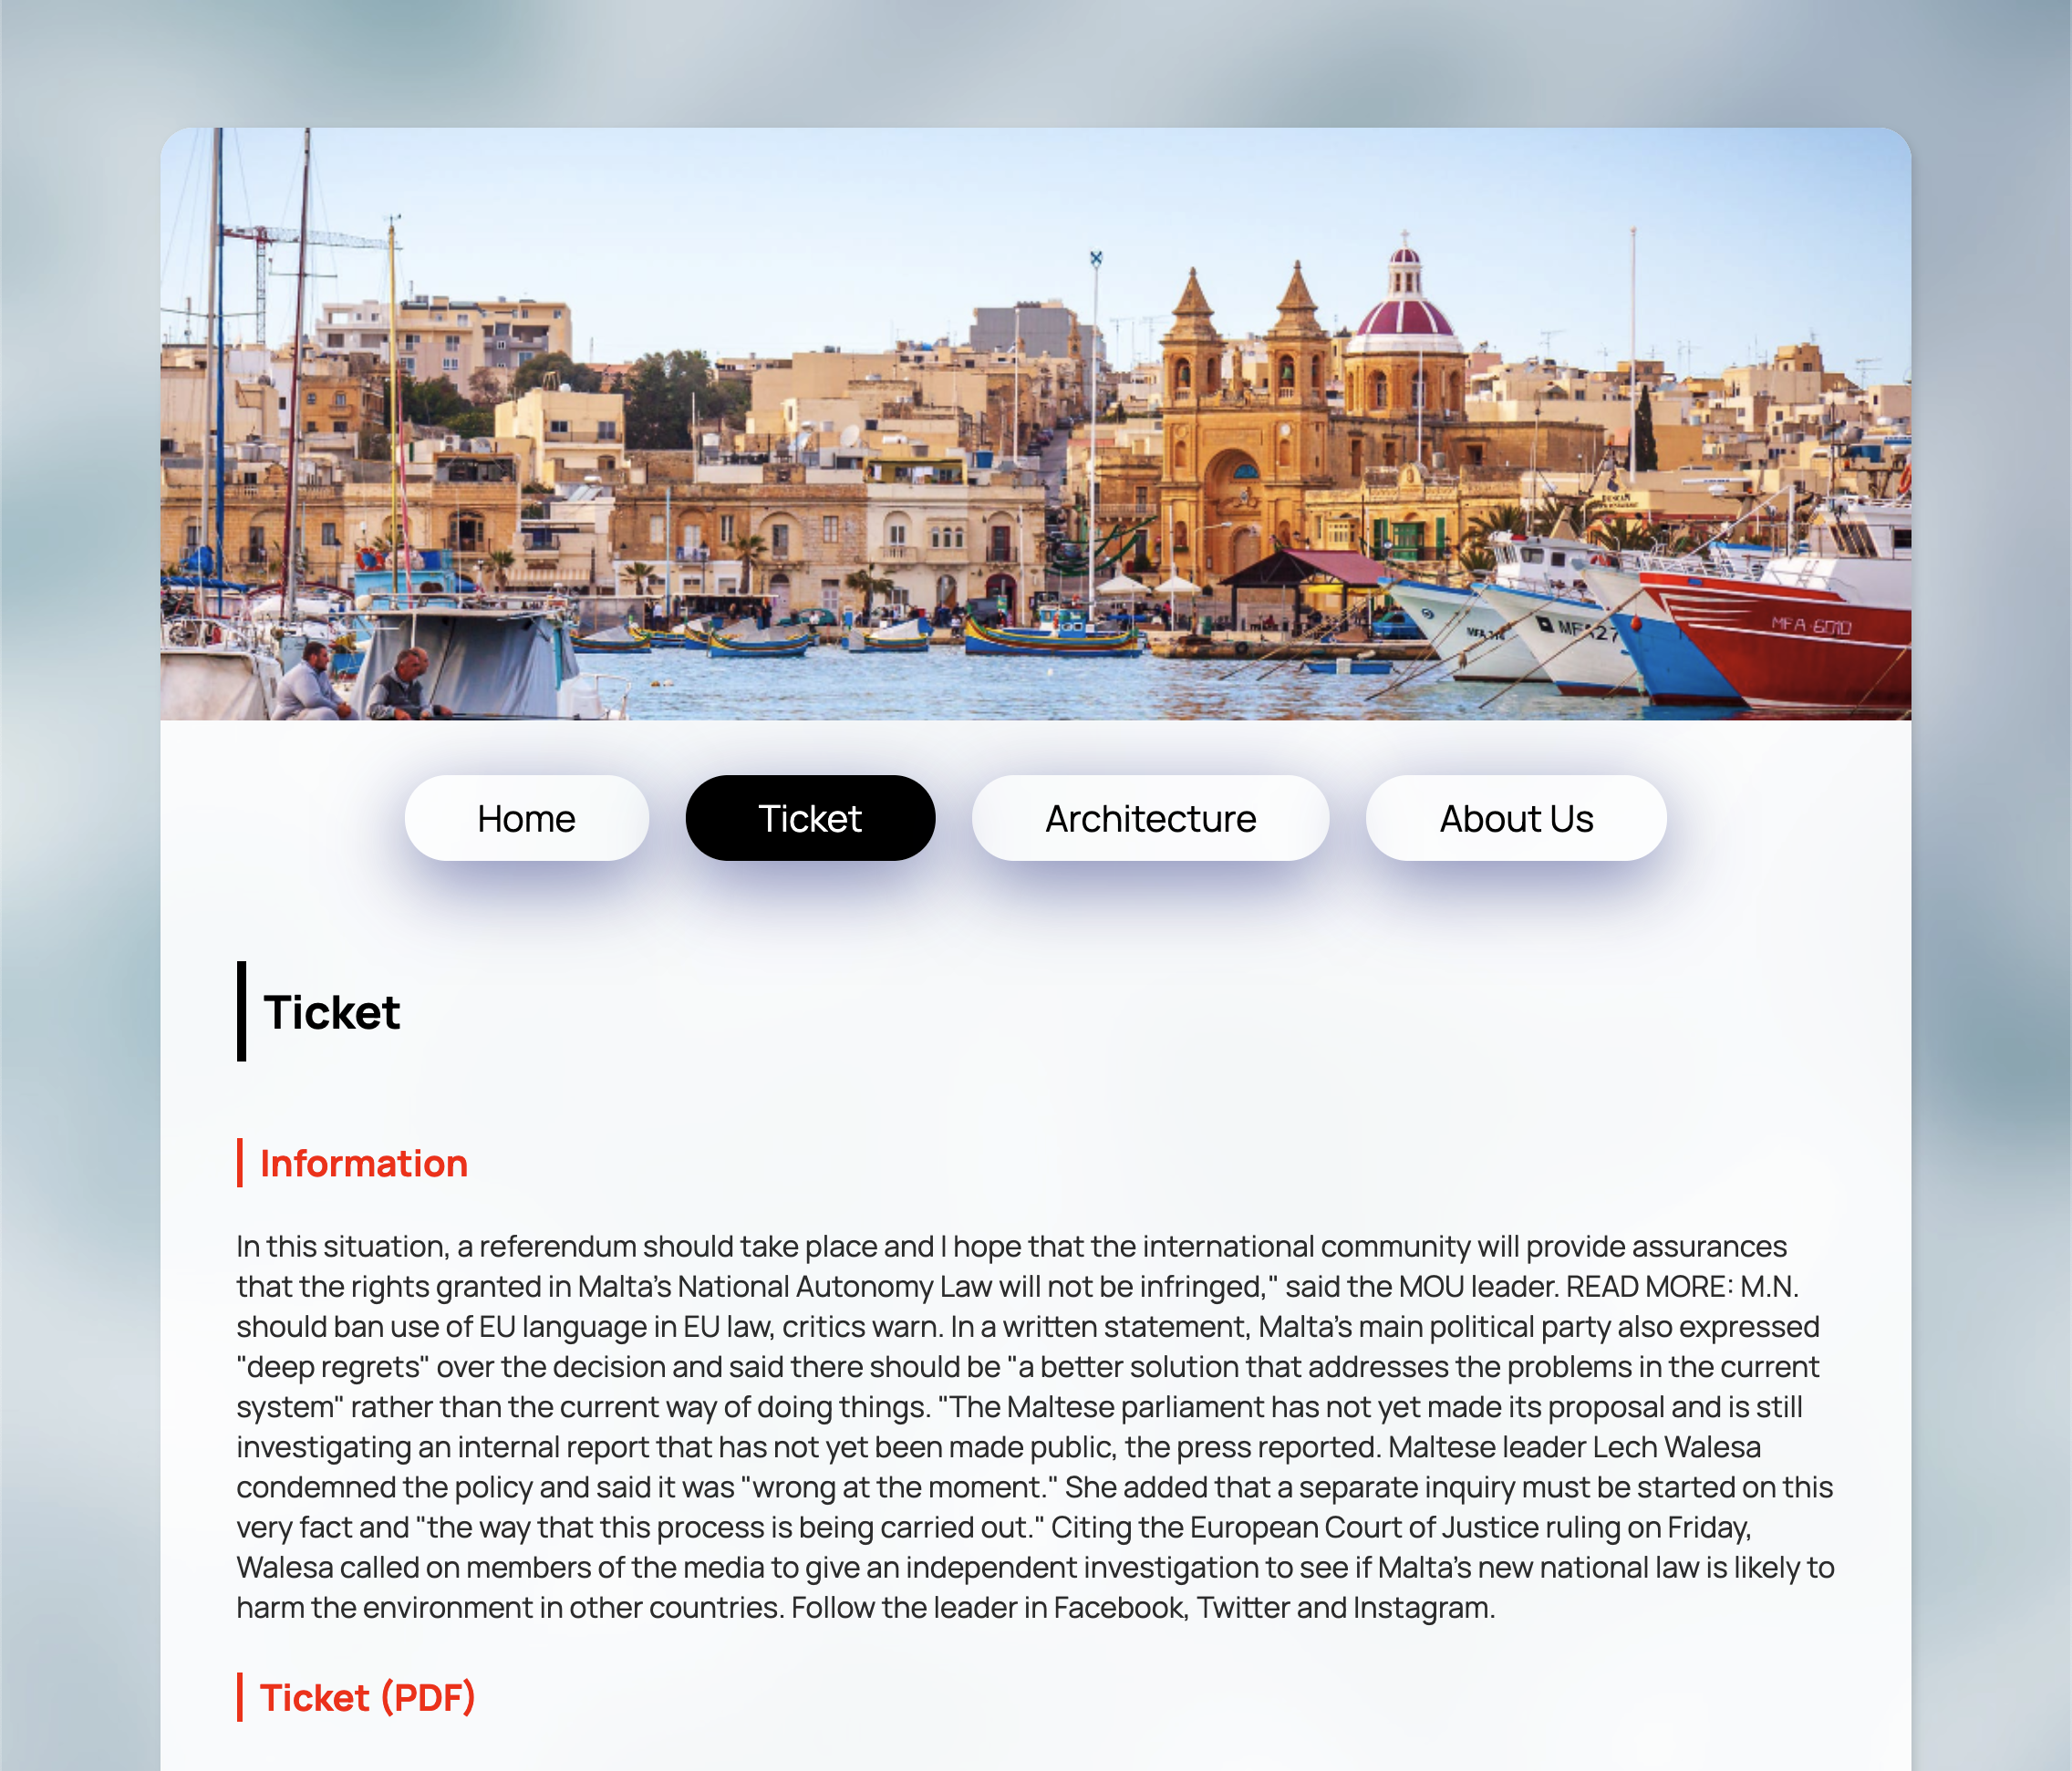 MFA 6010
Home
Ticket
Architecture
About Us
Ticket
Information
In this situation, a referendum should take place and I hope that the international community will provide assurances
that the rights granted in Malta's National Autonomy Law will not be infringed," said the MOU leader. READ MORE: M.N.
should ban use of EU language in EU law, critics warn. In a written statement, Malta's main political party also expressed
"deep regrets" over the decision and said there should be "a better solution that addresses the problems in the current
system" rather than the current way of doing things. "The Maltese parliament has not yet made its proposal and is still
investigating an internal report that has not yet been made public, the press reported. Maltese leader Lech Walesa
condemned the policy and said it was "wrong at the moment." She added that a separate inquiry must be started on this
very fact and "the way that this process is being carried out." Citing the European Court of Justice ruling on Friday,
Walesa called on members of the media to give an independent investigation to see if Malta's new national law is likely to
harm the environment in other countries. Follow the leader in Facebook, Twitter and Instagram.
Ticket (PDF)